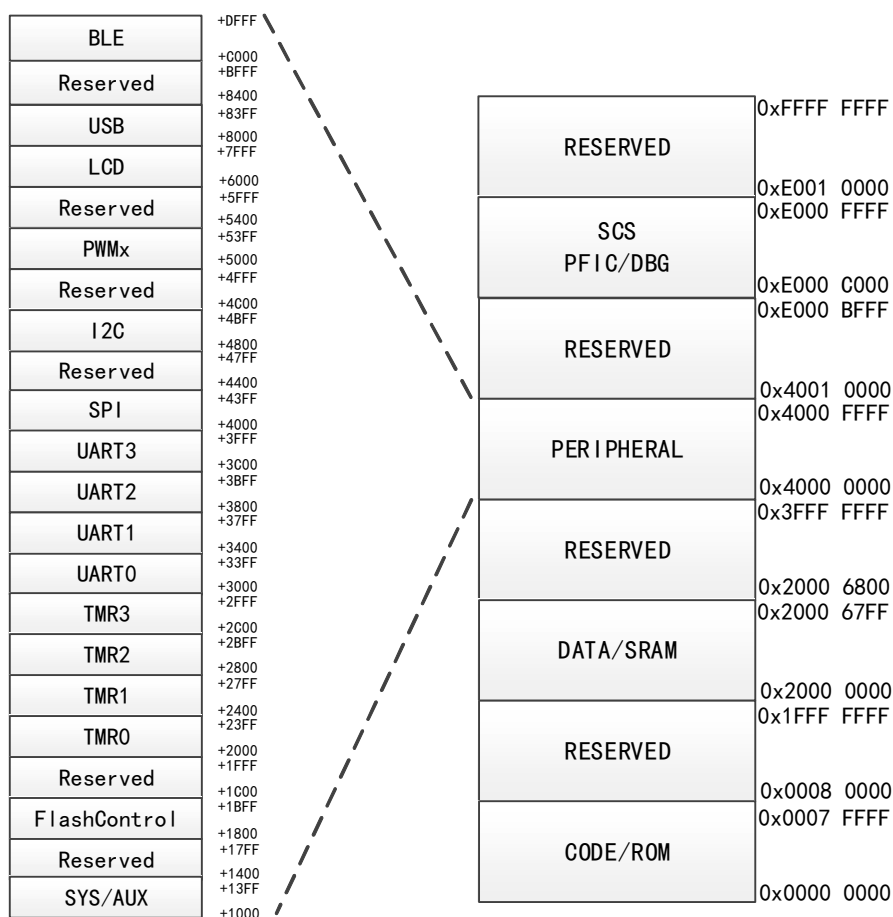 BLE
+DFFF
+C000
Reserved
+BFFF
+8400
USB
+83FF
+8000
LCD
+7FFF
+6000
Reserved
+5FFF
+5400
PWMx
+53FF
+5000
Reserved
+4FFF
+4C00
I2C
+4BFF
+4800
Reserved
+47FF
+4400
SPI
+43FF
+4000
UART3
+3FFF
+3C00
UART2
+3BFF
+3800
UART1
+37FF
+3400
UART0
+33FF
+3000
TMR3
+2FFF
+2C00
TMR2
+2BFF
+2800
TMR1
+27FF
+2400
TMR0
+23FF
+2000
Reserved
+1FFF
+1C00
FlashControl
+1BFF
+1800
Reserved
+17FF
+1400
SYS/AUX
+13FF
+1000
0xFFFF FFFF
RESERVED
0xE001 0000
0xE000 FFFF
SCS
PFIC/DBG
0xE000 C000
0xE000 BFFF
RESERVED
0x4001 0000
0x4000 FFFF
PERIPHERAL
0x4000 0000
0x3FFF FFFF
RESERVED
0x2000 6800
0x2000 67FF
DATA/SRAM
0x2000 0000
0x1FFF FFFF
RESERVED
0x0008 0000
0x0007 FFFF
CODE/ROM
0x0000 0000